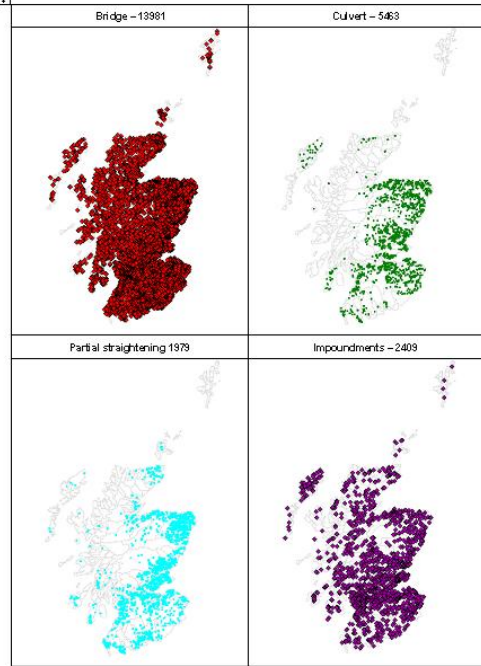 Bridge – 13981
Culvert – 5463
Partial straightening 1979
Impoundments – 2409